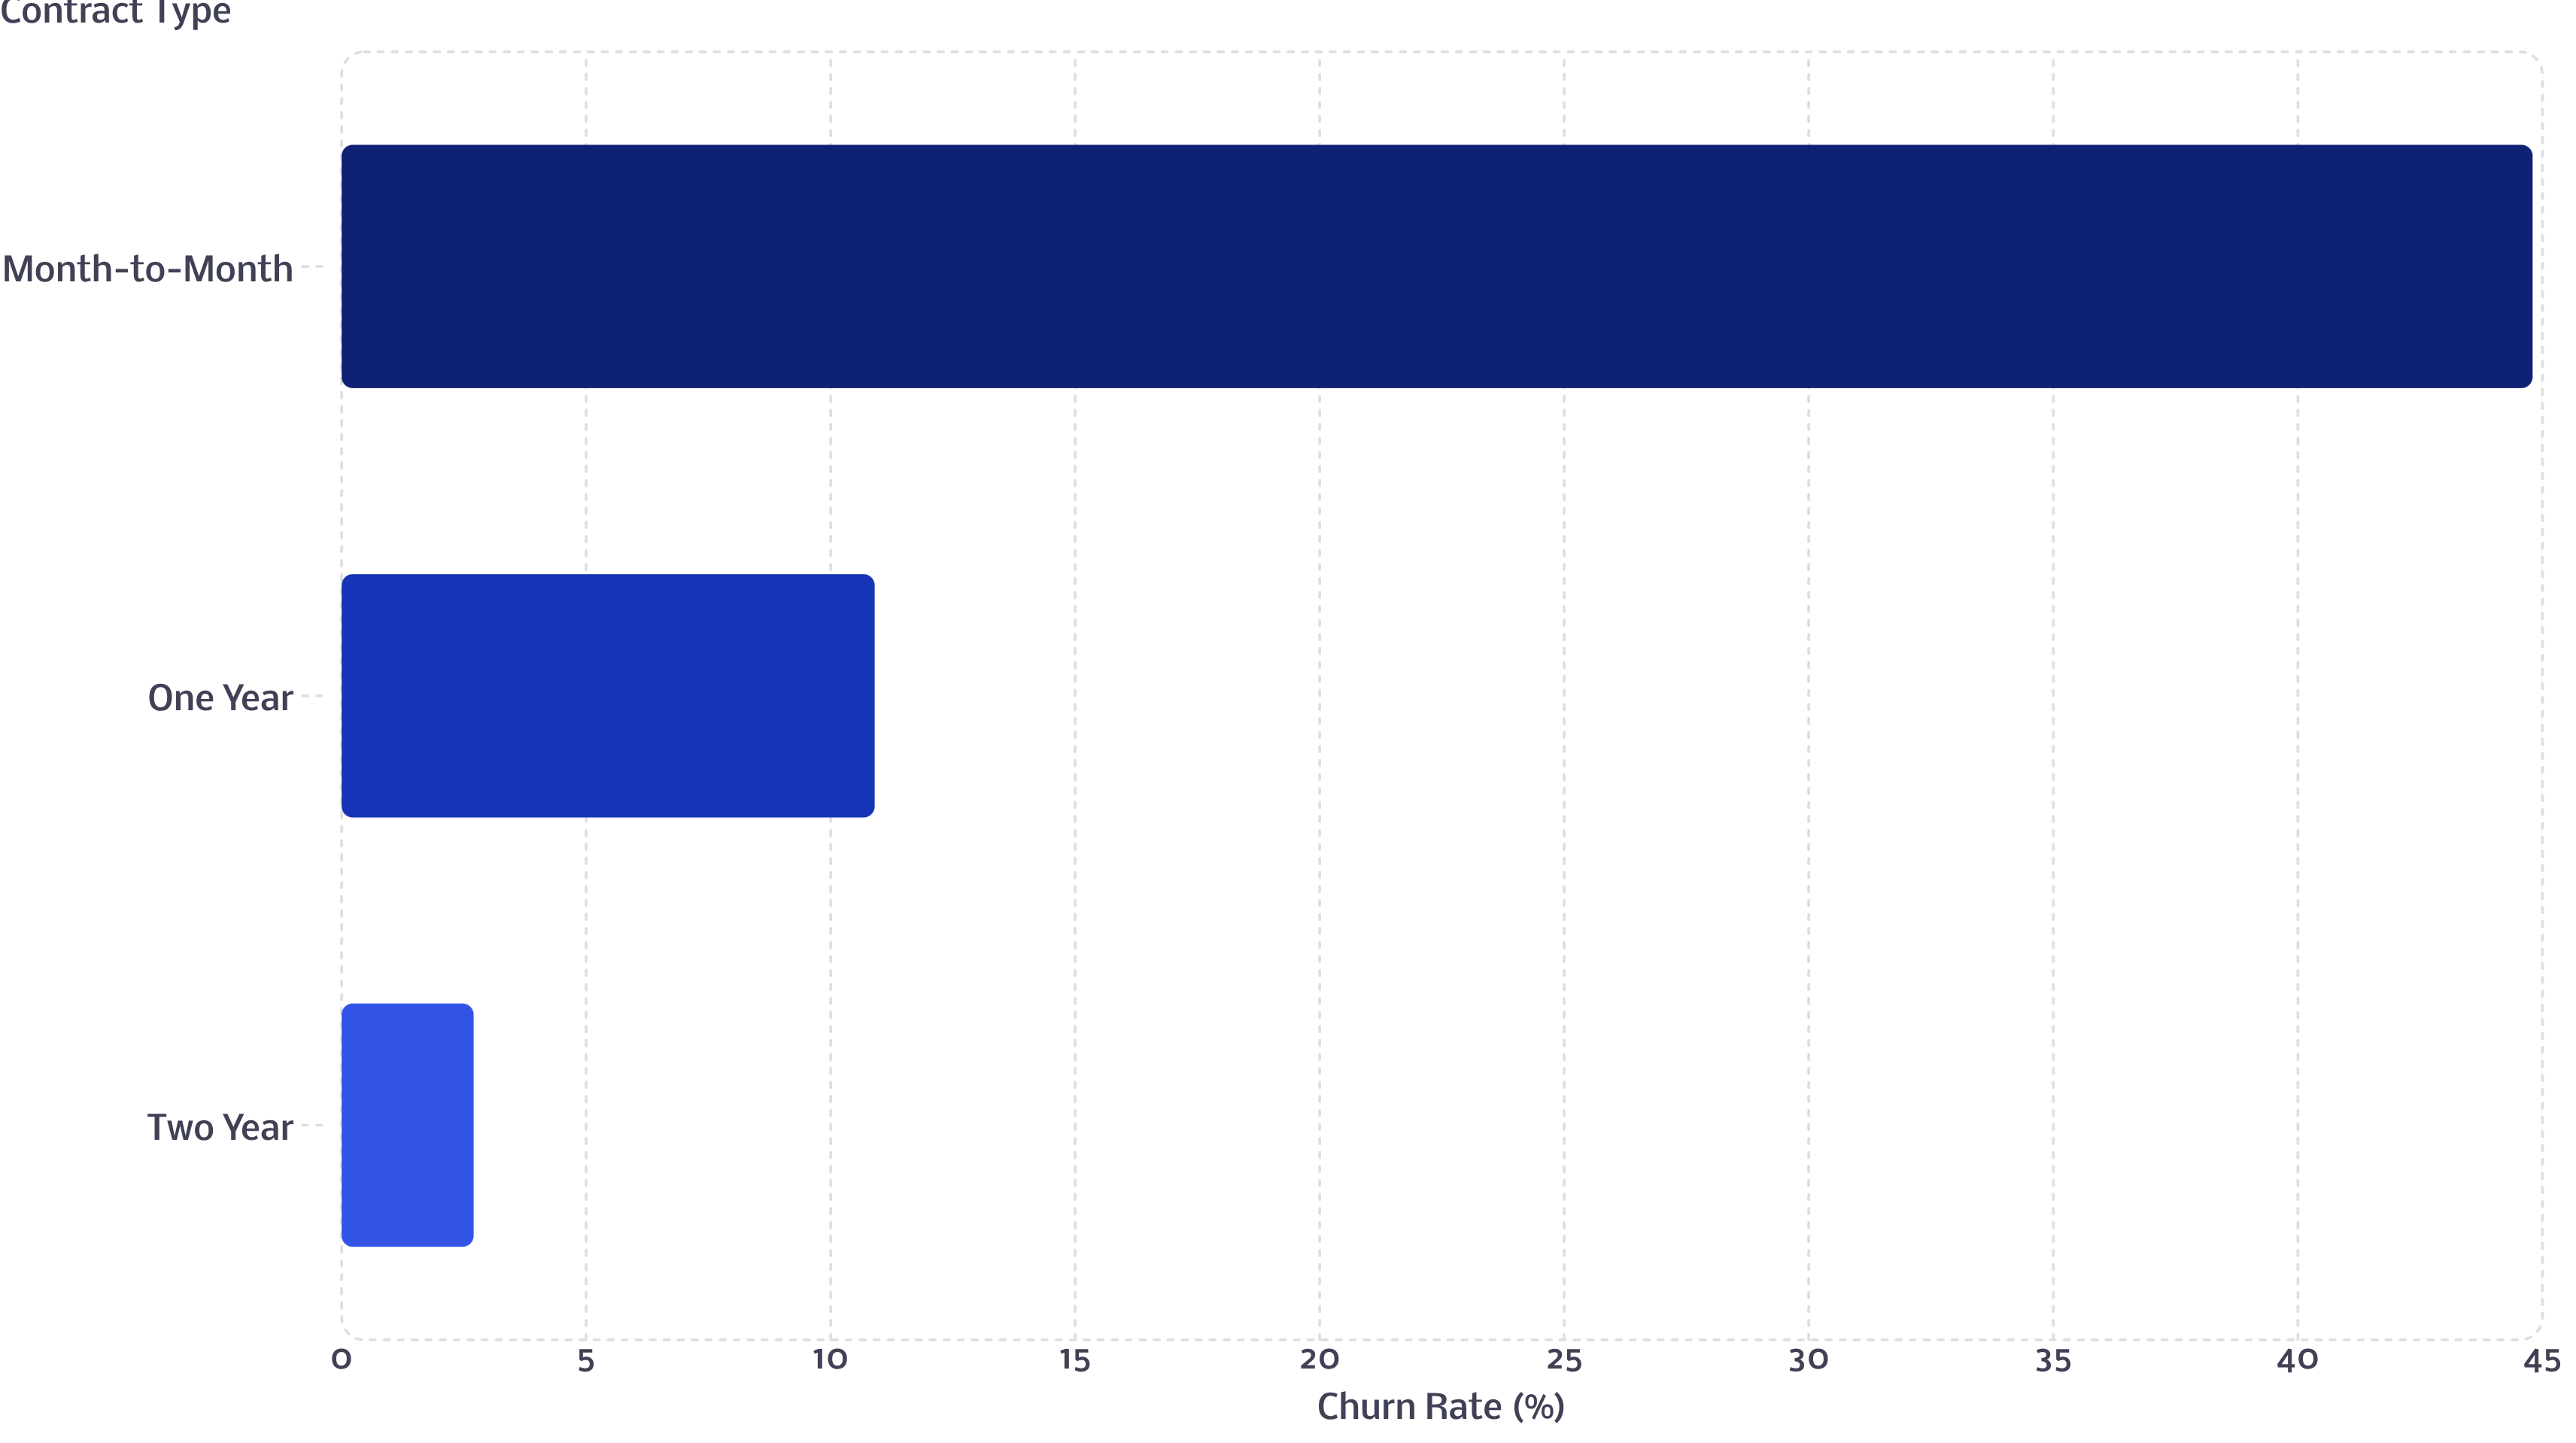 Contract Type
Month-to-Month
One Year
Two Year
0 5 10 15 20 25 30 35 40 45
Churn Rate (%)